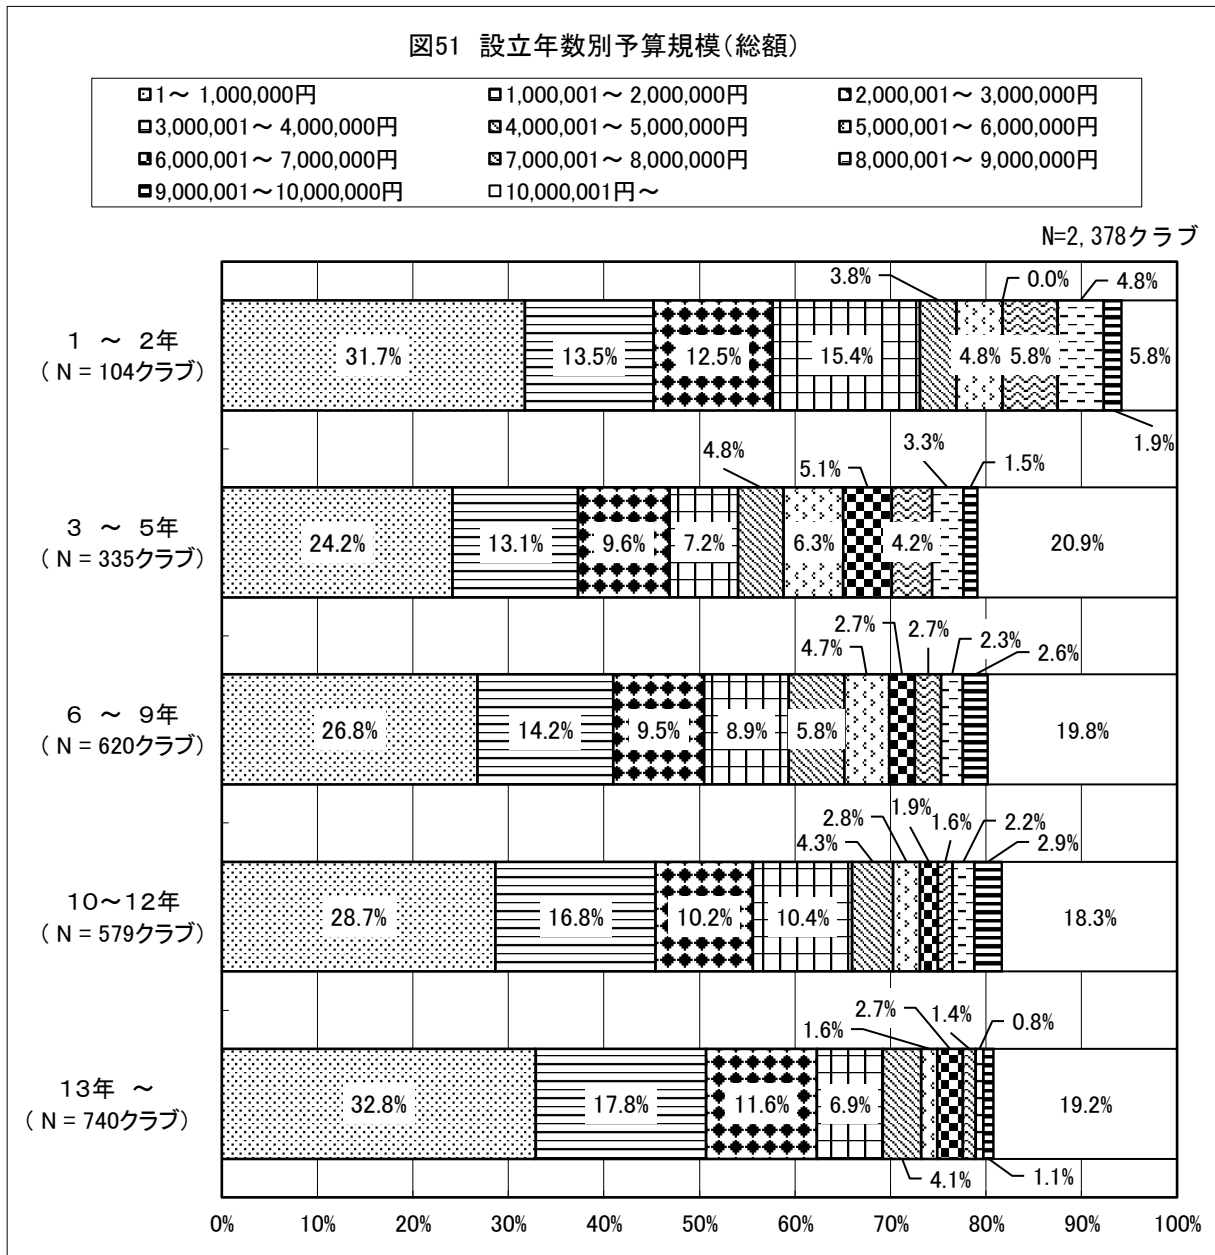 図51 設立年数別予算規模（総額）
1～ 1,000,000円 1,000,001～ 2,000,000円 2,000,001～ 3,000,000円
3,000,001～ 4,000,000円 4,000,001～ 5,000,000円 5,000,001～ 6,000,000円
6,000,001～ 7,000,000円 7,000,001～ 8,000,000円 8,000,001～ 9,000,000円
9,000,001～10,000,000円 10,000,001円～
N=2,378クラブ
3.8% 0.0% 4.8%
１ ～ ２年
（ N = 104クラブ）
31.7% 13.5% 12.5% 15.4% 4.8% 5.8% 5.8%
1.9%
4.8% 5.1% 3.3% 1.5%
３ ～ ５年
（ N = 335クラブ）
24.2% 13.1% 9.6% 7.2% 6.3% 4.2% 20.9%
4.7% 2.7% 2.7% 2.3% 2.6%
６ ～ ９年
（ N = 620クラブ）
26.8% 14.2% 9.5% 8.9% 5.8% 19.8%
4.3% 2.8% 1.9% 1.6% 2.2% 2.9%
１０～１２年
（ N = 579クラブ）
28.7% 16.8% 10.2% 10.4% 18.3%
1.6% 2.7% 1.4% 0.8%
１３年 ～
（ N = 740クラブ）
32.8% 17.8% 11.6% 6.9% 19.2%
4.1% 1.1%
0% 10% 20% 30% 40% 50% 60% 70% 80% 90% 100%